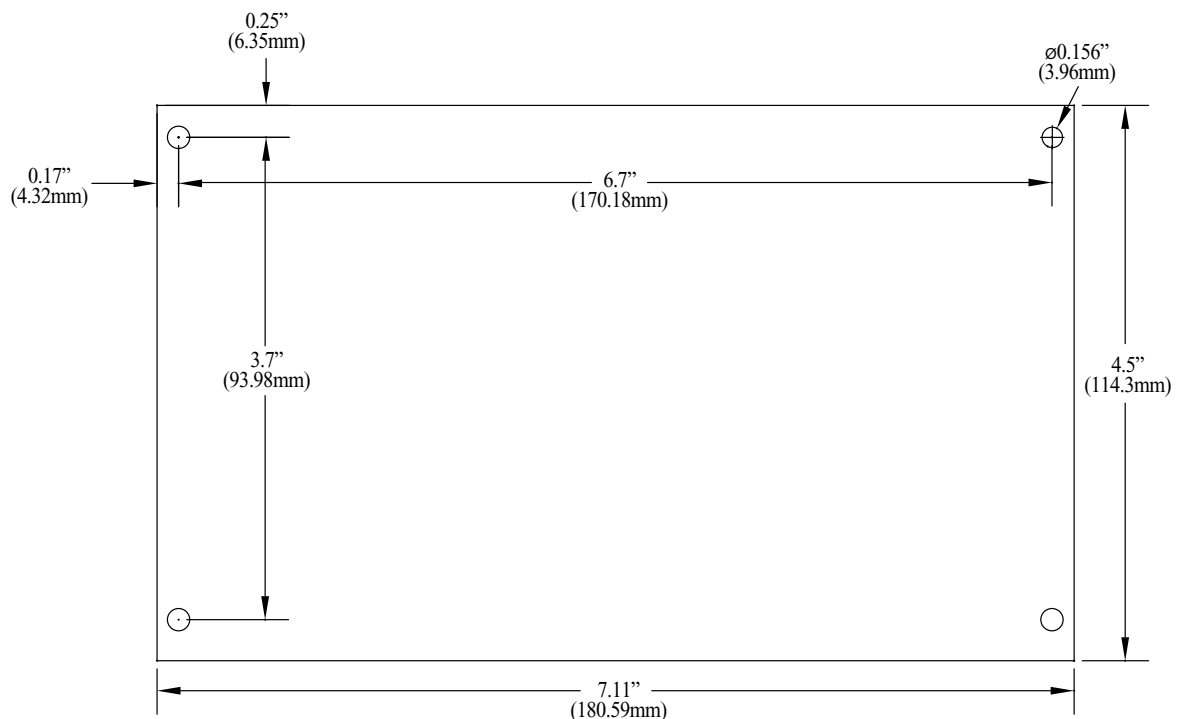 0.25”
(6.35mm)
ø0.156”
(3.96mm)
0.17”
(4.32mm)
6.7”
(170.18mm)
3.7”
(93.98mm)
4.5”
(114.3mm)
7.11”
(180.59mm)